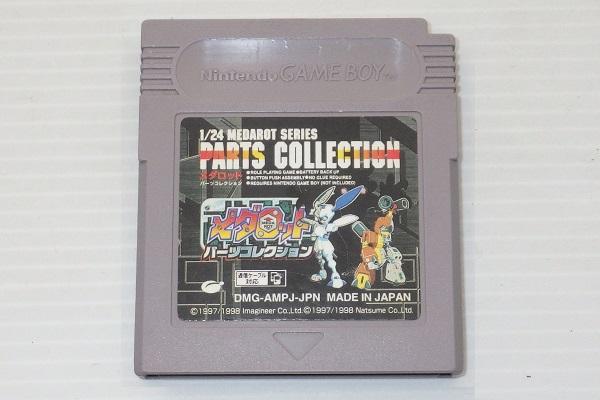 Nintendo GAME BOY™
1/24 MEDAROT SERIES
PARTS COLLECTION
メダロット
パーツコレクション
●ROLE PLAYING GAME ●BATTERY BACK UP
●BUTTON PUSH ASSEMBLY ●NO GLUE REQUIRED
●REQUIRES NINTENDO GAME BOY (NOT INCLUDED)
メダロット
パーツコレクション
通信ケーブル
対応
DMG-AMPJ-JPN MADE IN JAPAN
©1997/1998 Imagineer Co.,Ltd ©1997/1998 Natsume Co.,Ltd.